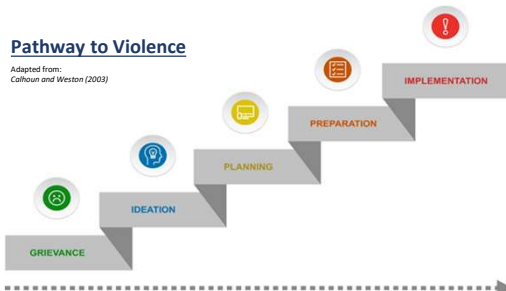 Pathway to Violence
Adapted from:
Calhoun and Weston (2003)
IMPLEMENTATION
PREPARATION
PLANNING
IDEATION
GRIEVANCE